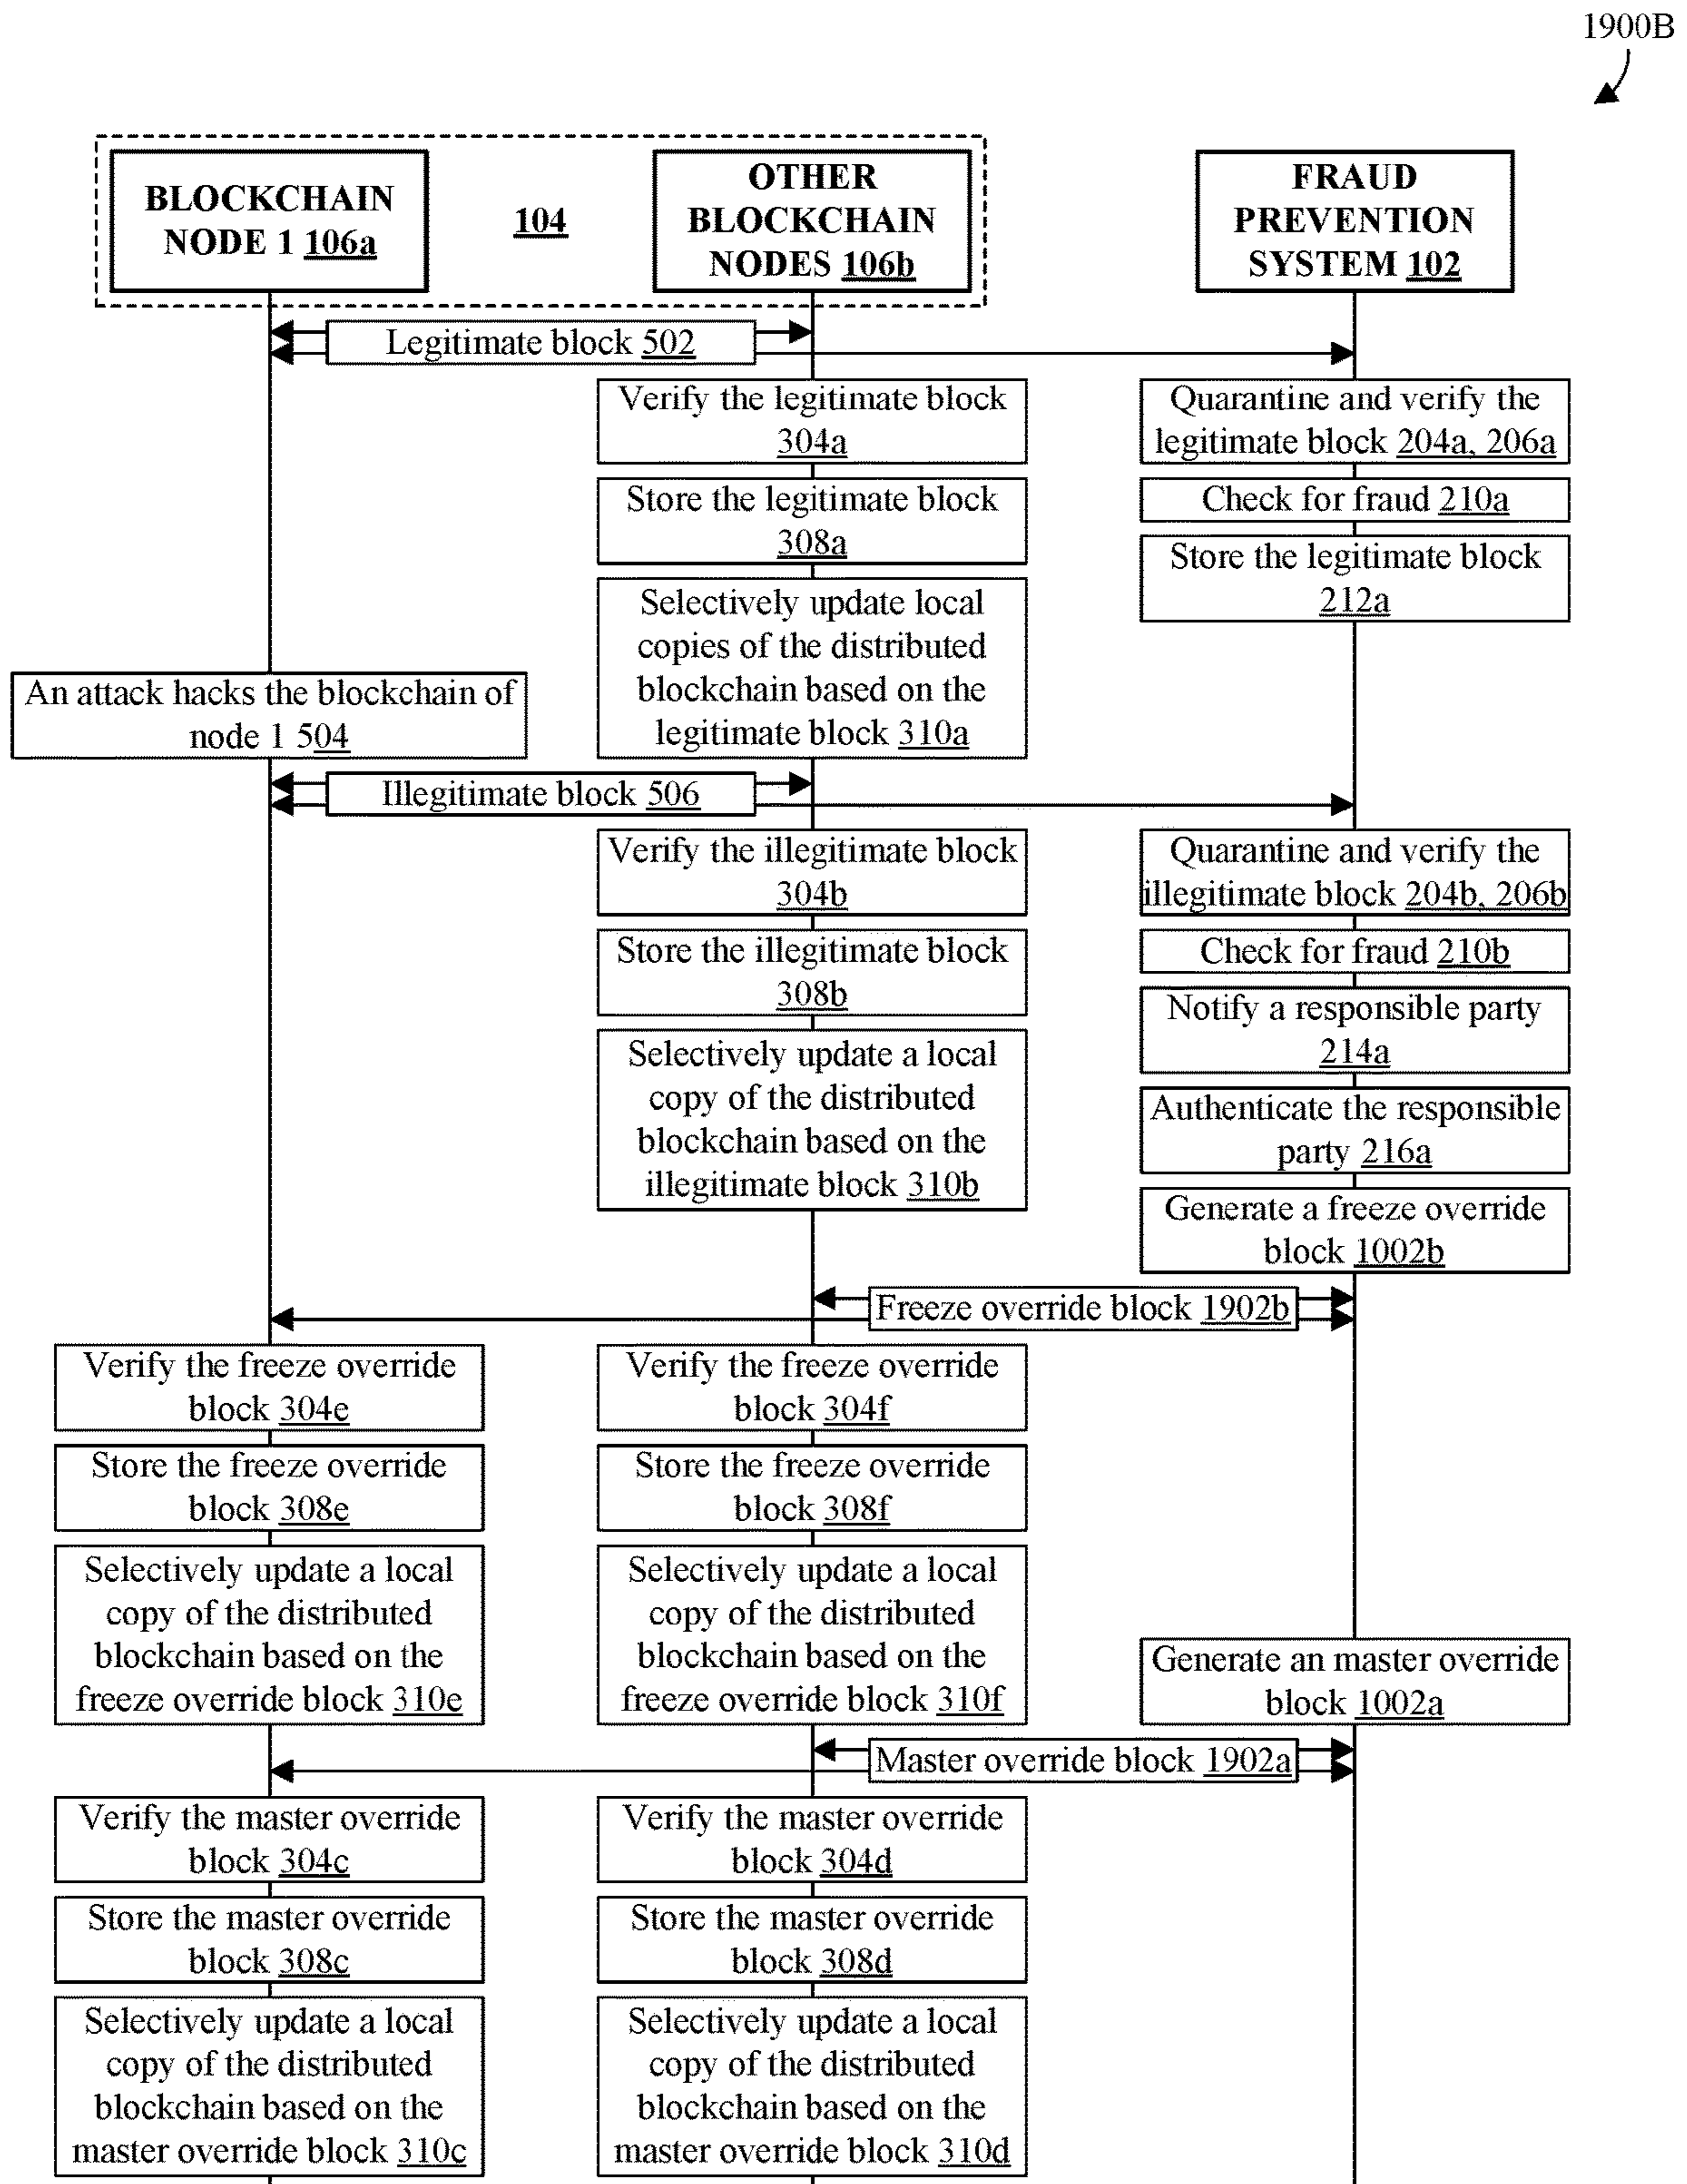 1900B
BLOCKCHAIN
NODE 1 106a
104
OTHER
BLOCKCHAIN
NODES 106b
FRAUD
PREVENTION
SYSTEM 102
Legitimate block 502
Verify the legitimate block
304a
Quarantine and verify the
legitimate block 204a, 206a
Store the legitimate block
308a
Check for fraud 210a
Store the legitimate block
212a
Selectively update local
copies of the distributed
blockchain based on the
legitimate block 310a
An attack hacks the blockchain of
node 1 504
Illegitimate block 506
Verify the illegitimate block
304b
Quarantine and verify the
illegitimate block 204b, 206b
Store the illegitimate block
308b
Check for fraud 210b
Notify a responsible party
214a
Selectively update a local
copy of the distributed
blockchain based on the
illegitimate block 310b
Authenticate the responsible
party 216a
Generate a freeze override
block 1002b
Freeze override block 1902b
Verify the freeze override
block 304e
Verify the freeze override
block 304f
Store the freeze override
block 308e
Store the freeze override
block 308f
Selectively update a local
copy of the distributed
blockchain based on the
freeze override block 310e
Selectively update a local
copy of the distributed
blockchain based on the
freeze override block 310f
Generate an master override
block 1002a
Master override block 1902a
Verify the master override
block 304c
Verify the master override
block 304d
Store the master override
block 308c
Store the master override
block 308d
Selectively update a local
copy of the distributed
blockchain based on the
master override block 310c
Selectively update a local
copy of the distributed
blockchain based on the
master override block 310d